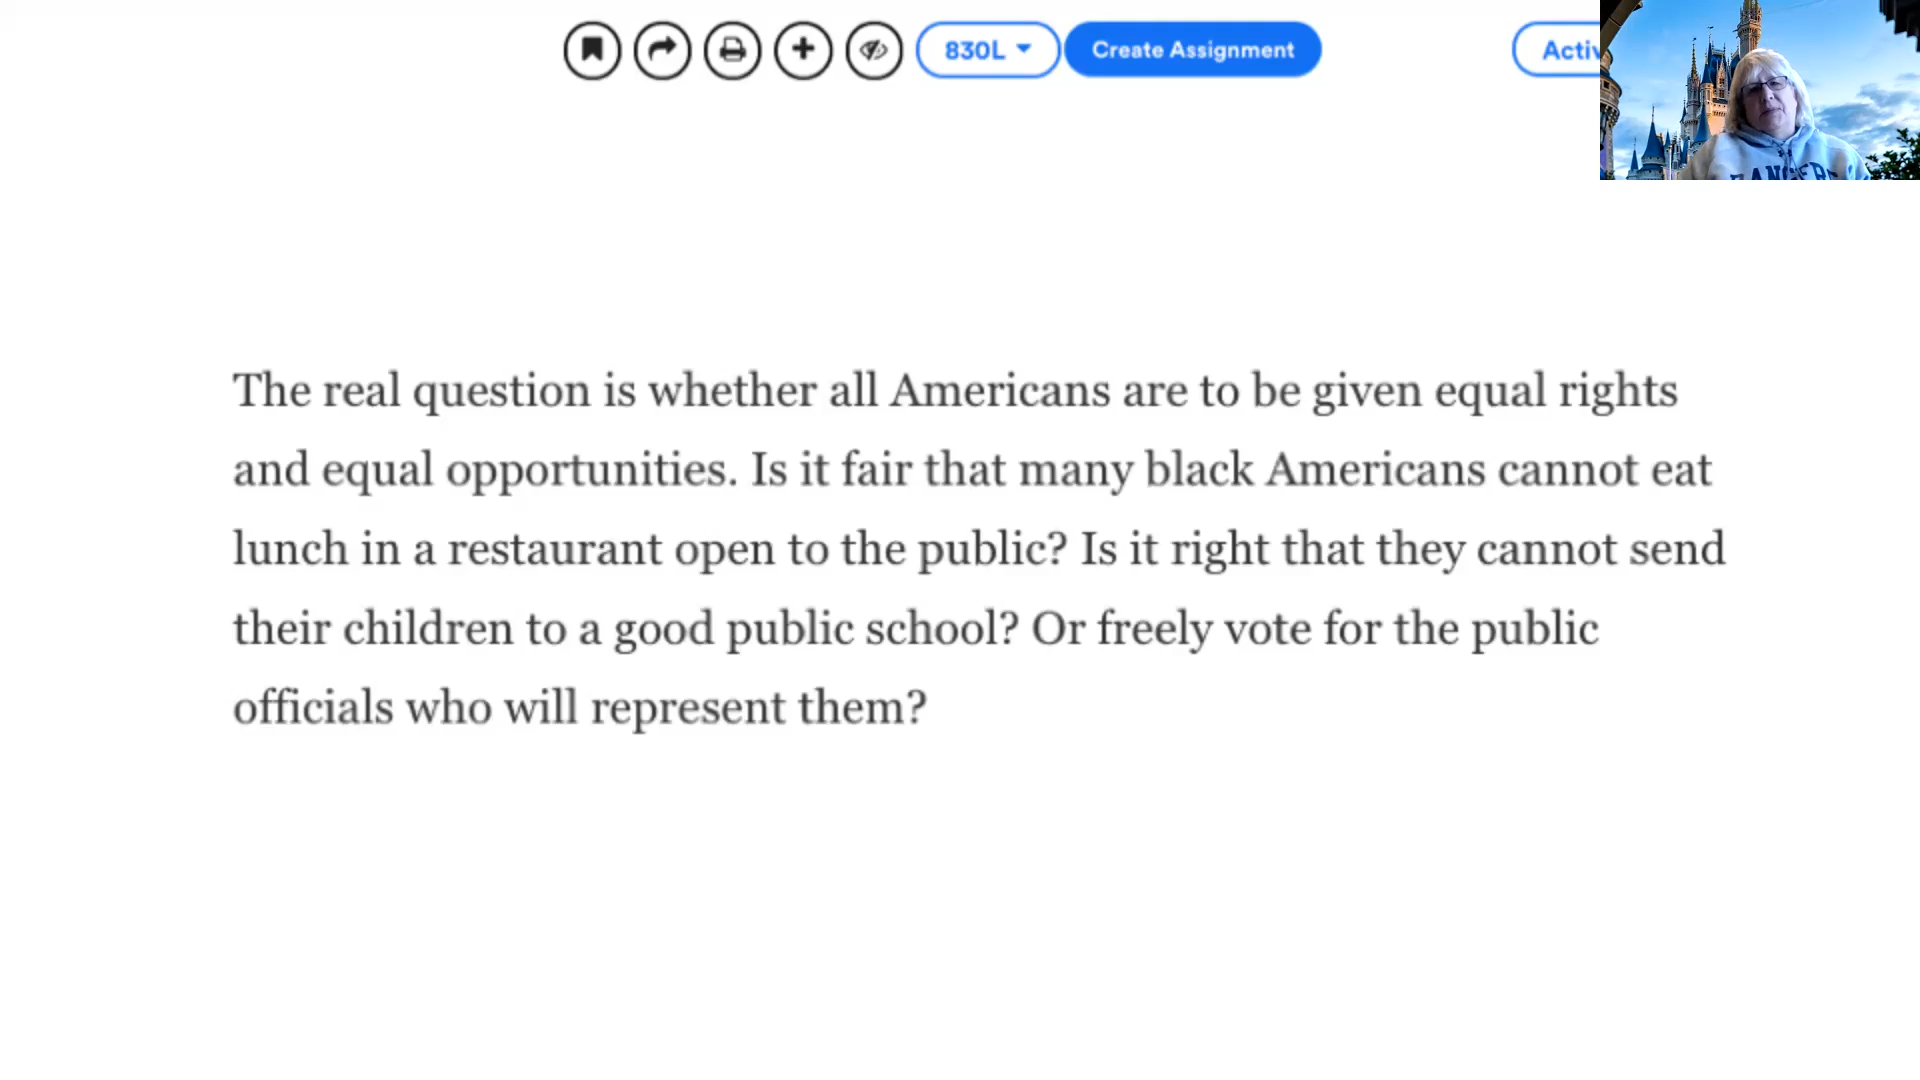 830L
Create Assignment
Activ
The real question is whether all Americans are to be given equal rights
and equal opportunities. Is it fair that many black Americans cannot eat
lunch in a restaurant open to the public? Is it right that they cannot send
their children to a good public school? Or freely vote for the public
officials who will represent them?